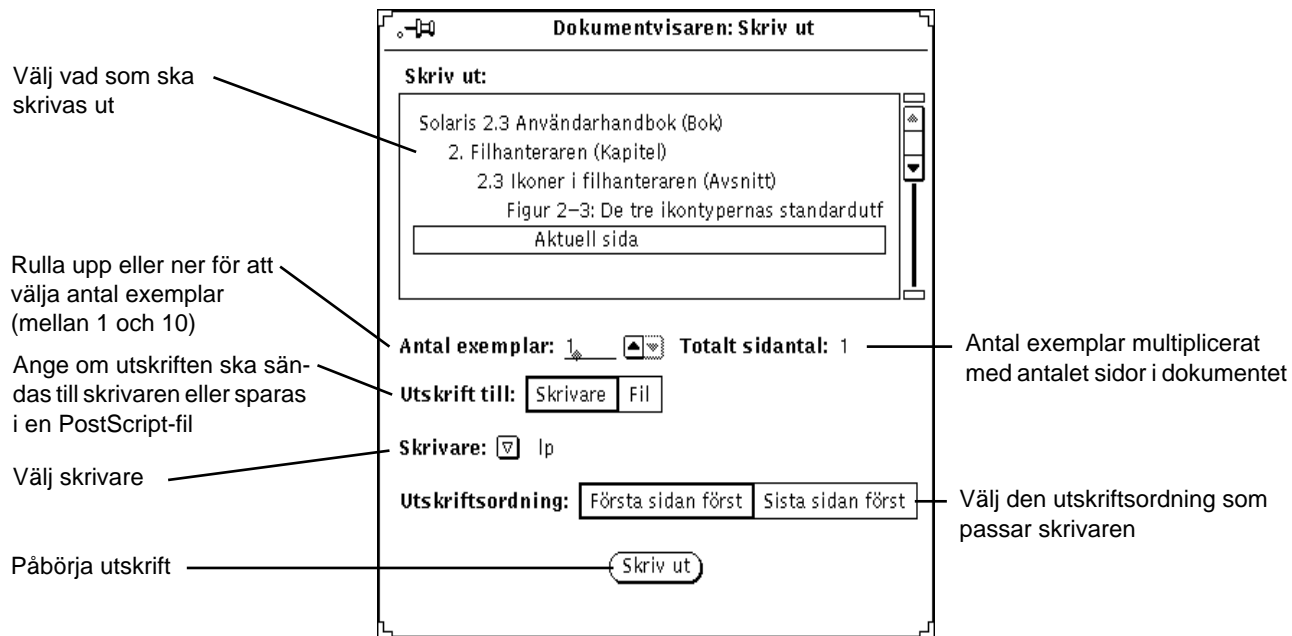 Dokumentvisaren: Skriv ut
Välj vad som ska
skrivas ut
Skriv ut:
Solaris 2.3 Användarhandbok (Bok)
2. Filhanteraren (Kapitel)
2.3 Ikoner i filhanteraren (Avsnitt)
Figur 2–3: De tre ikontypernas standardutf
Aktuell sida
Rulla upp eller ner för att
välja antal exemplar
(mellan 1 och 10)
Antal exemplar: 1 Totalt sidantal: 1
Antal exemplar multiplicerat
med antalet sidor i dokumentet
Ange om utskriften ska sän-
das till skrivaren eller sparas
i en PostScript-fil
Utskrift till: Skrivare Fil
Välj skrivare
Skrivare: lp
Utskriftsordning: Första sidan först Sista sidan först
Välj den utskriftsordning som
passar skrivaren
Påbörja utskrift
Skriv ut